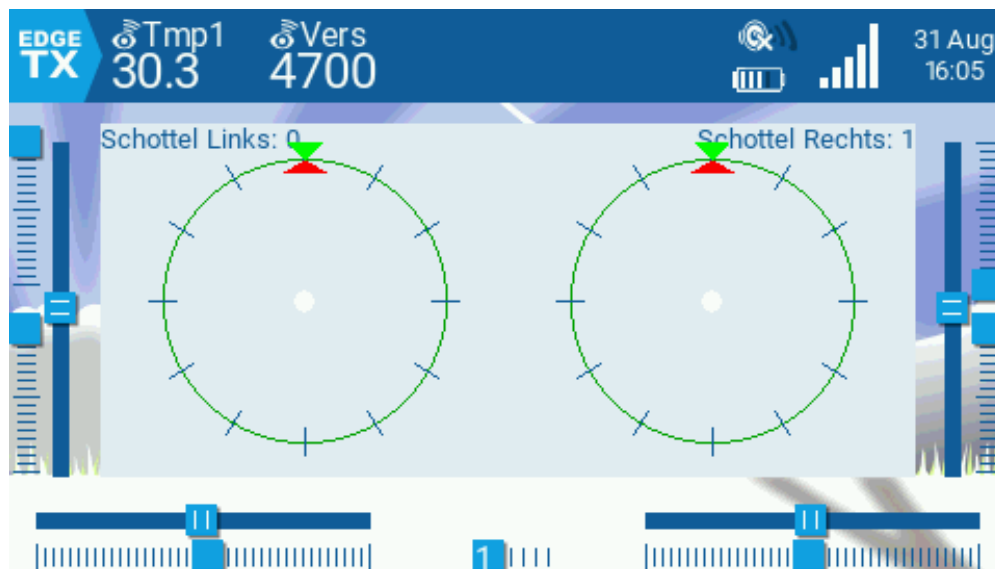 EDGE
TX
Tmp1
30.3
Vers
4700
31 Aug
16:05
Schottel Links: 0
Schottel Rechts: 1
1